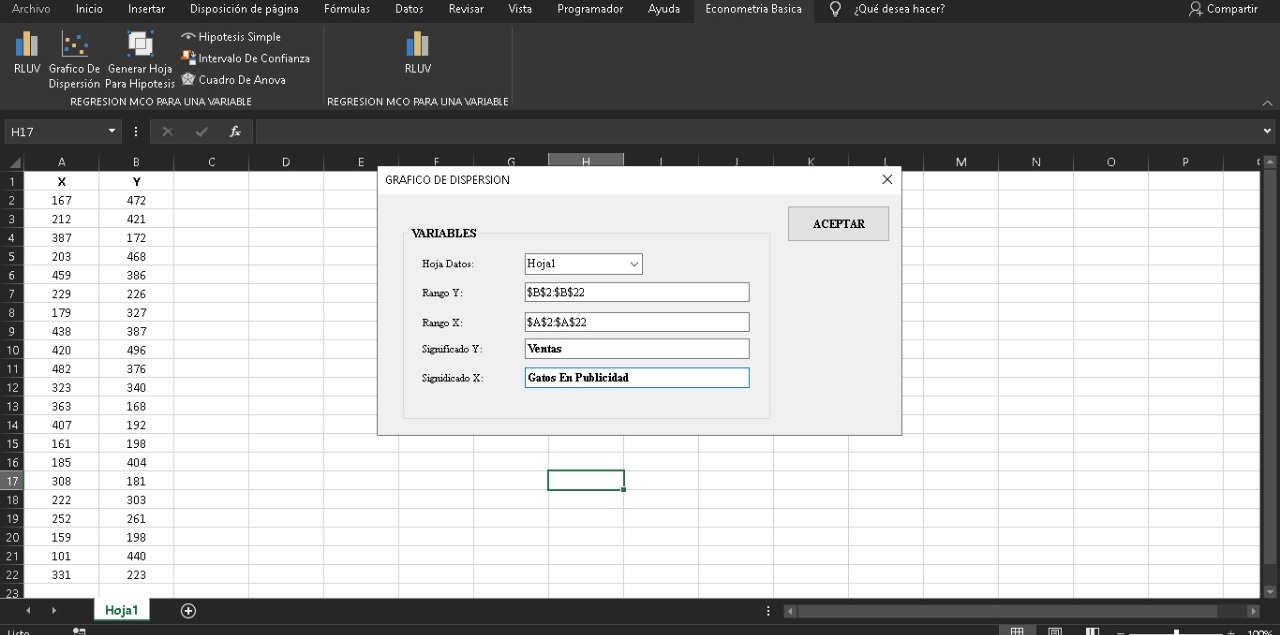 Archivo Inicio Insertar Disposición de página Fórmulas Datos Revisar Vista Programador Ayuda Econometria Basica ¿Qué desea hacer? Compartir
RLUV
Grafico De
Dispersión
Generar Hoja
Para Hipotesis
Hipotesis Simple
Intervalo De Confianza
Cuadro De Anova
RLUV
REGRESION MCO PARA UNA VARIABLE REGRESION MCO PARA UNA VARIABLE
H17 fx
A B C D E F G H I J K L M N O P
1 X Y
2 167 472
3 212 421
4 387 172
5 203 468
6 459 386
7 229 226
8 179 327
9 438 387
10 420 496
11 482 376
12 323 340
13 363 168
14 407 192
15 161 198
16 185 404
17 308 181
18 222 303
19 252 261
20 159 198
21 101 440
22 331 223
23
GRAFICO DE DISPERSION
ACEPTAR
VARIABLES
Hoja Datos: Hoja1
Rango Y: $B$2:$B$22
Rango X: $A$2:$A$22
Significado Y: Ventas
Signidicado X: Gatos En Publicidad
Hoja1
Listo 100%